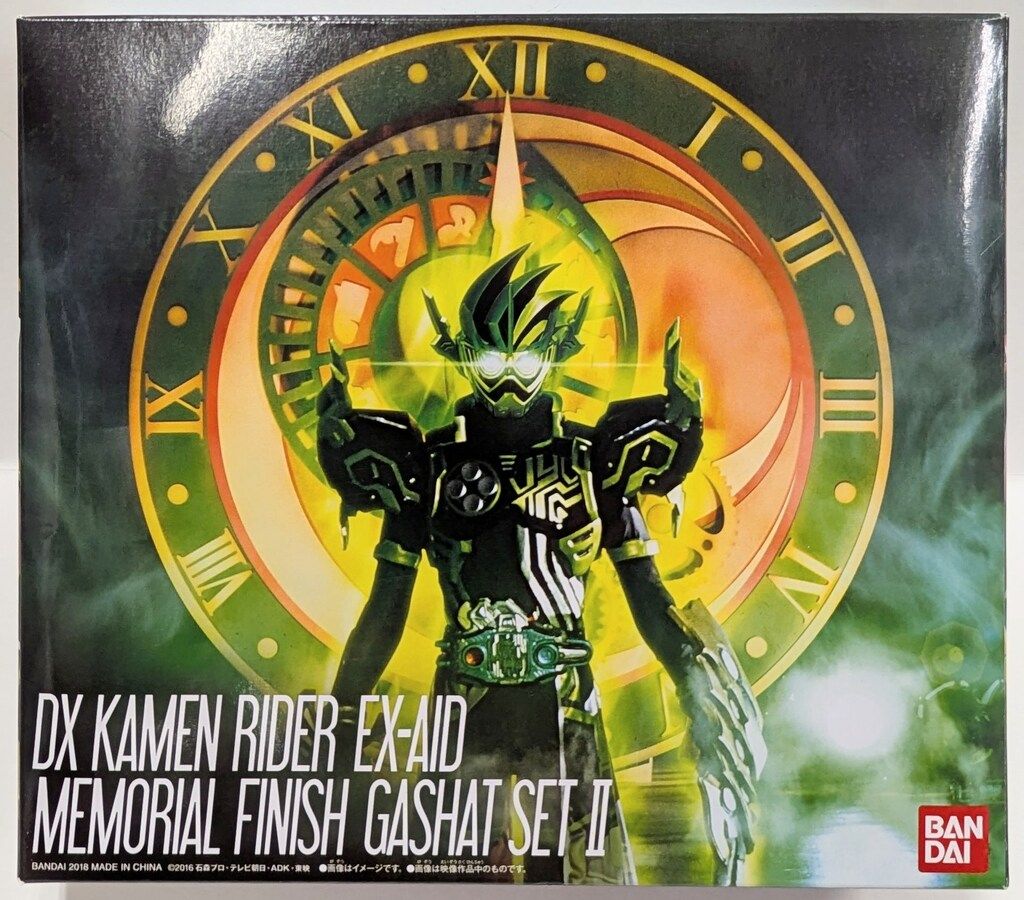 XII
I
II
III
IV
VIII
IX
X
XI
DX KAMEN RIDER EX-AID
MEMORIAL FINISH GASHAT SET II
BANDAI 2018 MADE IN CHINA ©2016 石森プロ・テレビ朝日・ADK・東映 ●画像はイメージです。 ●画像は映像作品中のものです。
BAN
DAI